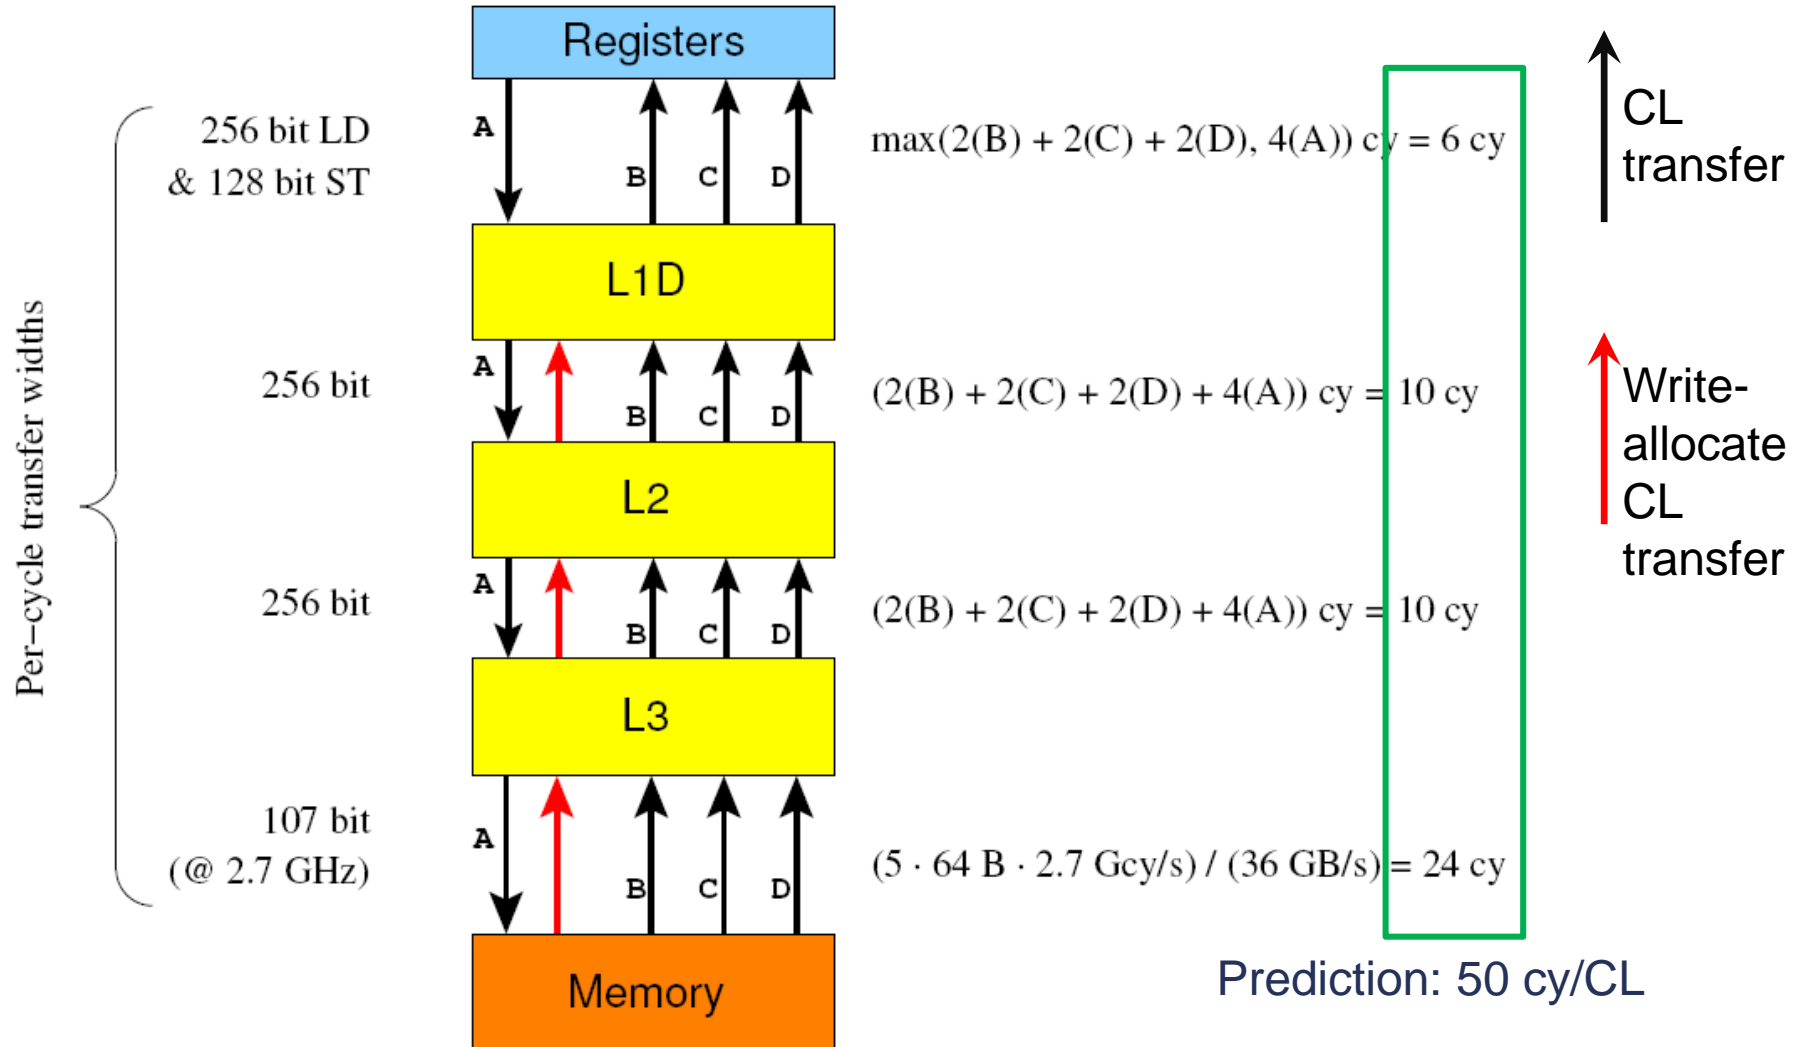 Registers
256 bit LD
& 128 bit ST
A
B C D
max(2(B) + 2(C) + 2(D), 4(A)) cy = 6 cy
CL
transfer
L1D
Per-cycle transfer widths
256 bit
A
B C D
(2(B) + 2(C) + 2(D) + 4(A)) cy = 10 cy
Write-
allocate
CL
transfer
L2
256 bit
A
B C D
(2(B) + 2(C) + 2(D) + 4(A)) cy = 10 cy
L3
107 bit
(@ 2.7 GHz)
A
B C D
(5 · 64 B · 2.7 Gcy/s) / (36 GB/s) = 24 cy
Memory
Prediction: 50 cy/CL